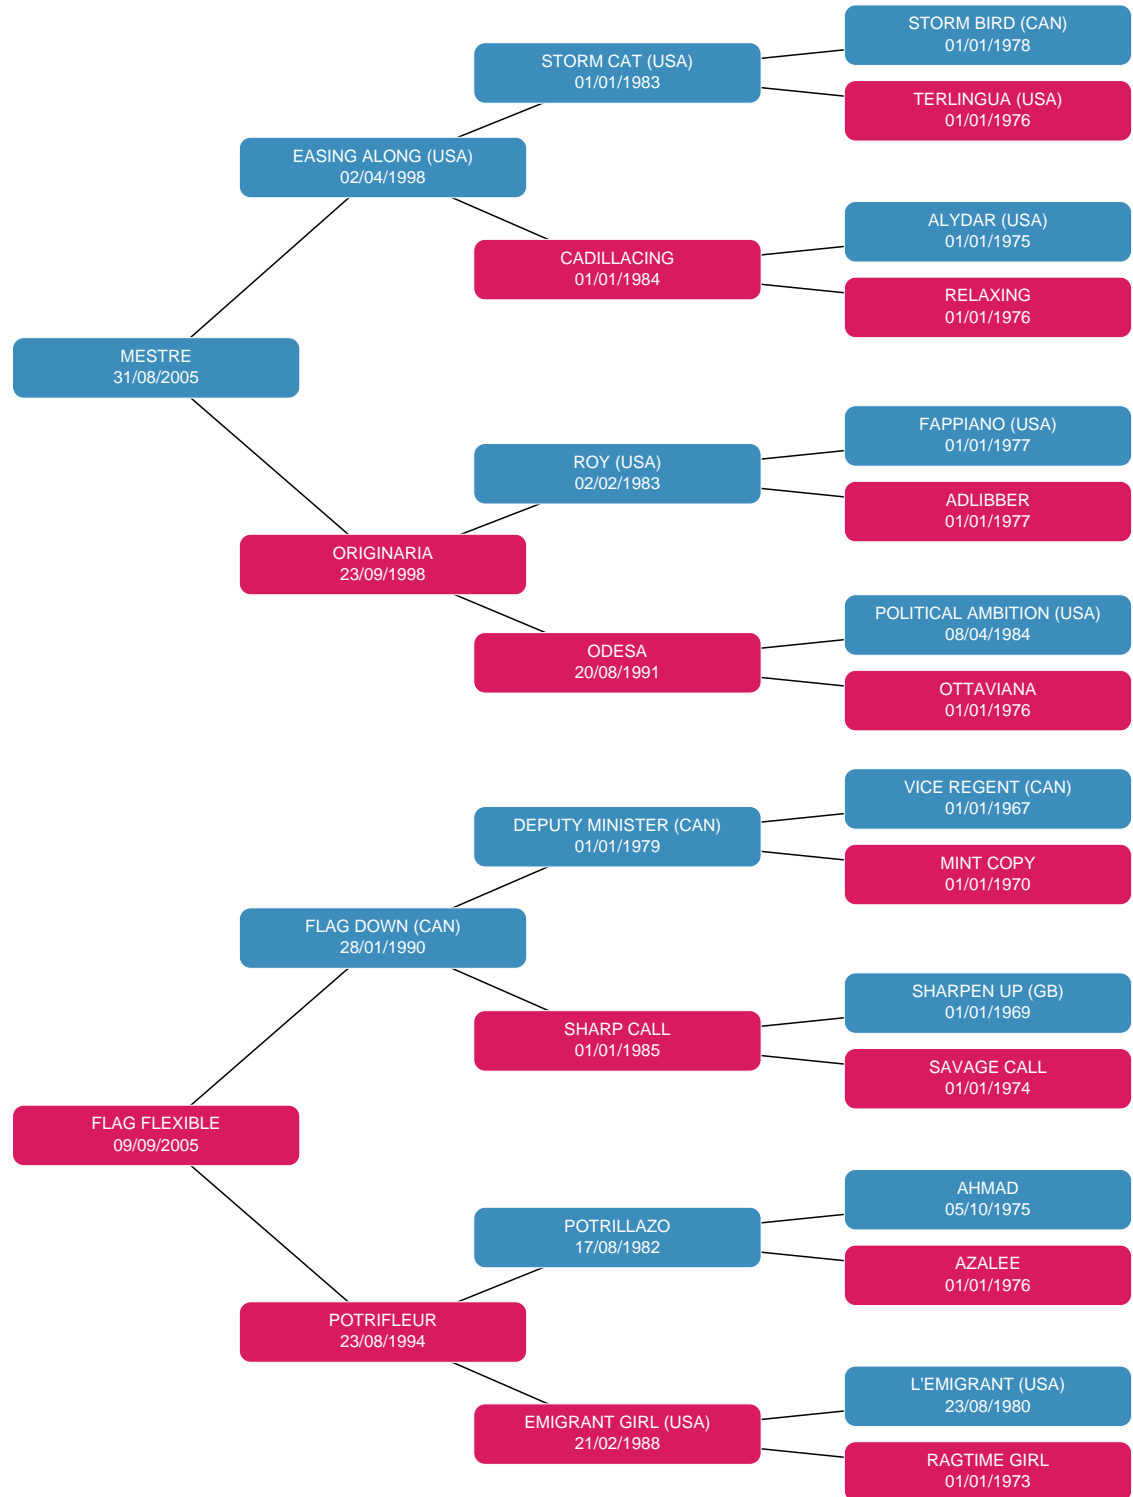 STORM BIRD (CAN)
01/01/1978
STORM CAT (USA)
01/01/1983
TERLINGUA (USA)
01/01/1976
EASING ALONG (USA)
02/04/1998
ALYDAR (USA)
01/01/1975
CADILLACING
01/01/1984
RELAXING
01/01/1976
MESTRE
31/08/2005
FAPPIANO (USA)
01/01/1977
ROY (USA)
02/02/1983
ADLIBBER
01/01/1977
ORIGINARIA
23/09/1998
POLITICAL AMBITION (USA)
08/04/1984
ODESA
20/08/1991
OTTAVIANA
01/01/1976
VICE REGENT (CAN)
01/01/1967
DEPUTY MINISTER (CAN)
01/01/1979
MINT COPY
01/01/1970
FLAG DOWN (CAN)
28/01/1990
SHARPEN UP (GB)
01/01/1969
SHARP CALL
01/01/1985
SAVAGE CALL
01/01/1974
FLAG FLEXIBLE
09/09/2005
AHMAD
05/10/1975
POTRILLAZO
17/08/1982
AZALEE
01/01/1976
POTRIFLEUR
23/08/1994
L'EMIGRANT (USA)
23/08/1980
EMIGRANT GIRL (USA)
21/02/1988
RAGTIME GIRL
01/01/1973